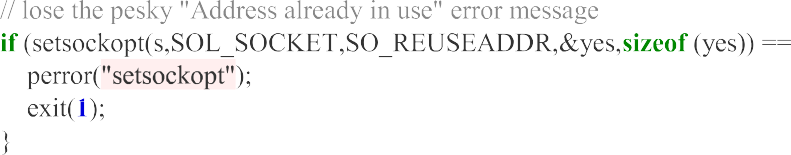 // lose the pesky "Address already in use" error message
if (setsockopt(s,SOL_SOCKET,SO_REUSEADDR,&yes,sizeof (yes)) ==
perror("setsockopt");
exit(1);
}